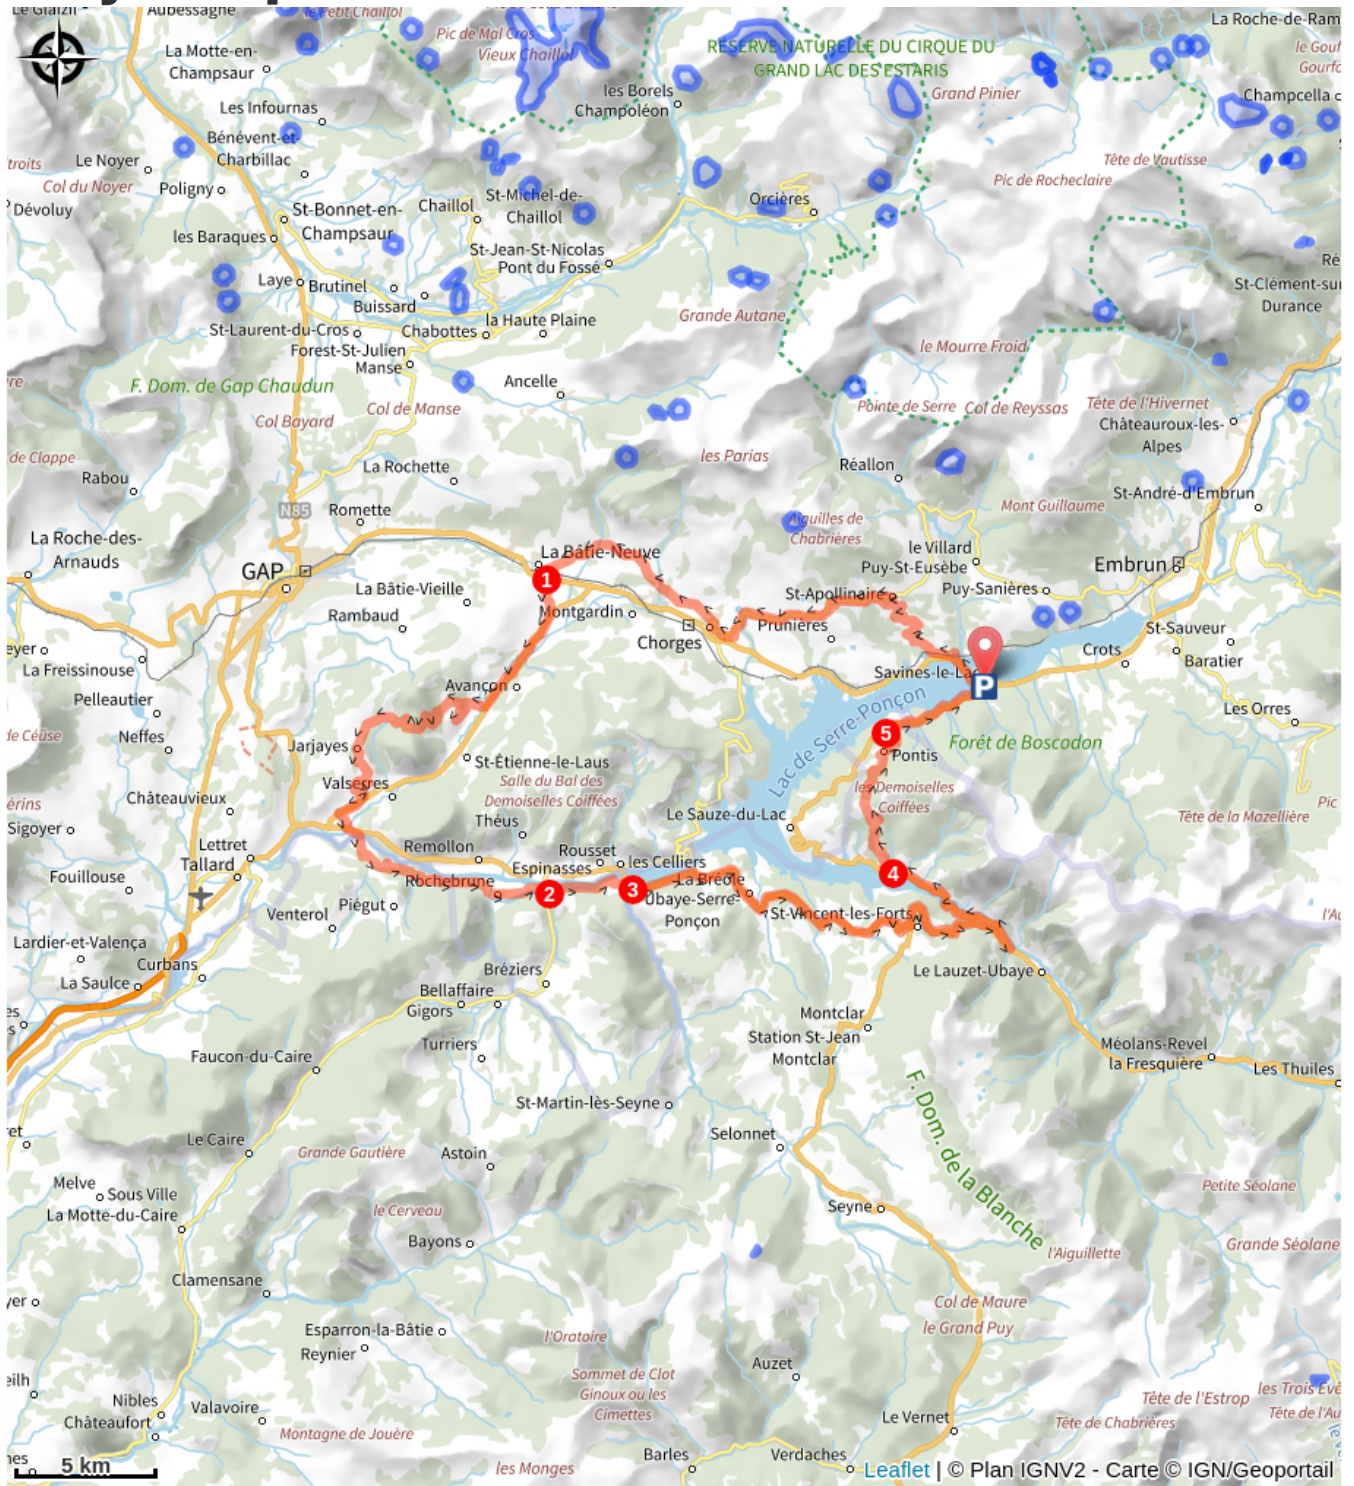 Le Glaizil
Aubessagne
le Petit Chaillol
Pic de Mal Cros
Vieux Chaillol
RESERVE NATURELLE DU CIRQUE DU
GRAND LAC DES ESTARIS
La Roche-de-Ram
La Motte-en-
Champsaur
les Borels
Champoléon
Grand Pinier
Champcella
Les Infournas
Bénévent-et-
Charbillac
Le Noyer
Col du Noyer
Poligny
Dévoluy
Tête de Vautisse
Pic de Rocheclaire
St-Bonnet-en-
Champsaur
Chaillol
St-Michel-de-
Chaillol
Orcières
les Baraques
St-Jean-St-Nicolas
Pont du Fossé
Laye
Brutinel
Buissard
St-Clément-sur
Durance
St-Laurent-du-Cros
Chabottes
la Haute Plaine
Grande Autane
Forest-St-Julien
Manse
le Mourre Froid
F. Dom. de Gap Chaudun
Ancelle
Col de Manse
Col Bayard
Pointe de Serre
Col de Reyssas
Tête de l'Hivernet
Châteauroux-les-
Alpes
de Clappe
Rabou
La Rochette
les Parias
Réallon
St-André-d'Embrun
N85
Romette
Mont Guillaume
Aiguilles de
Chabrières
La Roche-des-
Arnauds
La Bâtie-Neuve
le Villard
Puy-St-Eusèbe
Embrun
GAP
1
La Bâtie-Vieille
Montgardin
St-Apollinaire
Puy-Sanières
Rambaud
Chorges
Prunières
St-Sauveur
La Freissinouse
Crots
Baratier
Savines-le-Lac
P
Pelleautier
Avançon
Les Orres
Lac de Serre-Ponçon
de Céüse
Neffes
Jarjayes
5
Pontis
Forêt de Boscodon
St-Étienne-le-Laus
Salle du Bal des
Demoiselles Coiffées
Valserres
les Demoiselles
Coiffées
Châteauvieux
Théus
Le Sauze-du-Lac
Tête de la Mazellière
Sigoyer
Lettret
Tallard
Remollon
Rousset
les Celliers
Espinasses
Fouillouse
Rochebrune
2
3
La Bréole
Ubaye-Serre-
Ponçon
4
Piégut
Venterol
St-Vincent-les-Forts
Lardier-et-Valença
Curbans
La Saulce
Bréziers
Le Lauzet-Ubaye
Bellaffaire
Gigors
Montclar
Station St-Jean
Montclar
Turriers
Faucon-du-Caire
Méolans-Revel
la Fresquière
Les Thuiles
F. Dom. de la Blanche
St-Martin-lès-Seyne
Le Caire
Grande Gautière
Astoin
Selonnet
Melve
Sous Ville
La Motte-du-Caire
le Cerveau
Seyne
Petite Séolane
Bayons
l'Aiguillette
Grande Séolane
Clamensane
Col de Maure
le Grand Puy
Esparron-la-Bâtie
Reynier
l'Oratoire
Sommet de Clot
Ginoux ou les
Cimettes
Auzet
Nibles
Châteaufort
Valavoire
Montagne de Jouère
Le Vernet
Tête de l'Estrop
Tête de Chabrières
les Monges
Barles
Verdaches
5 km
Leaflet | © Plan IGNV2 - Carte © IGN/Geoportail